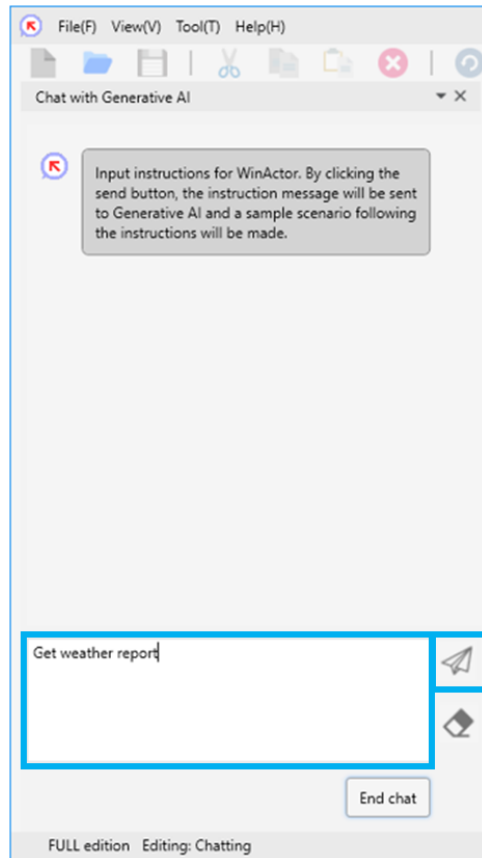 File(F) View(V) Tool(T) Help(H)
Chat with Generative AI
Input instructions for WinActor. By clicking the
send button, the instruction message will be sent
to Generative AI and a sample scenario following
the instructions will be made.
Get weather report
End chat
FULL edition Editing: Chatting